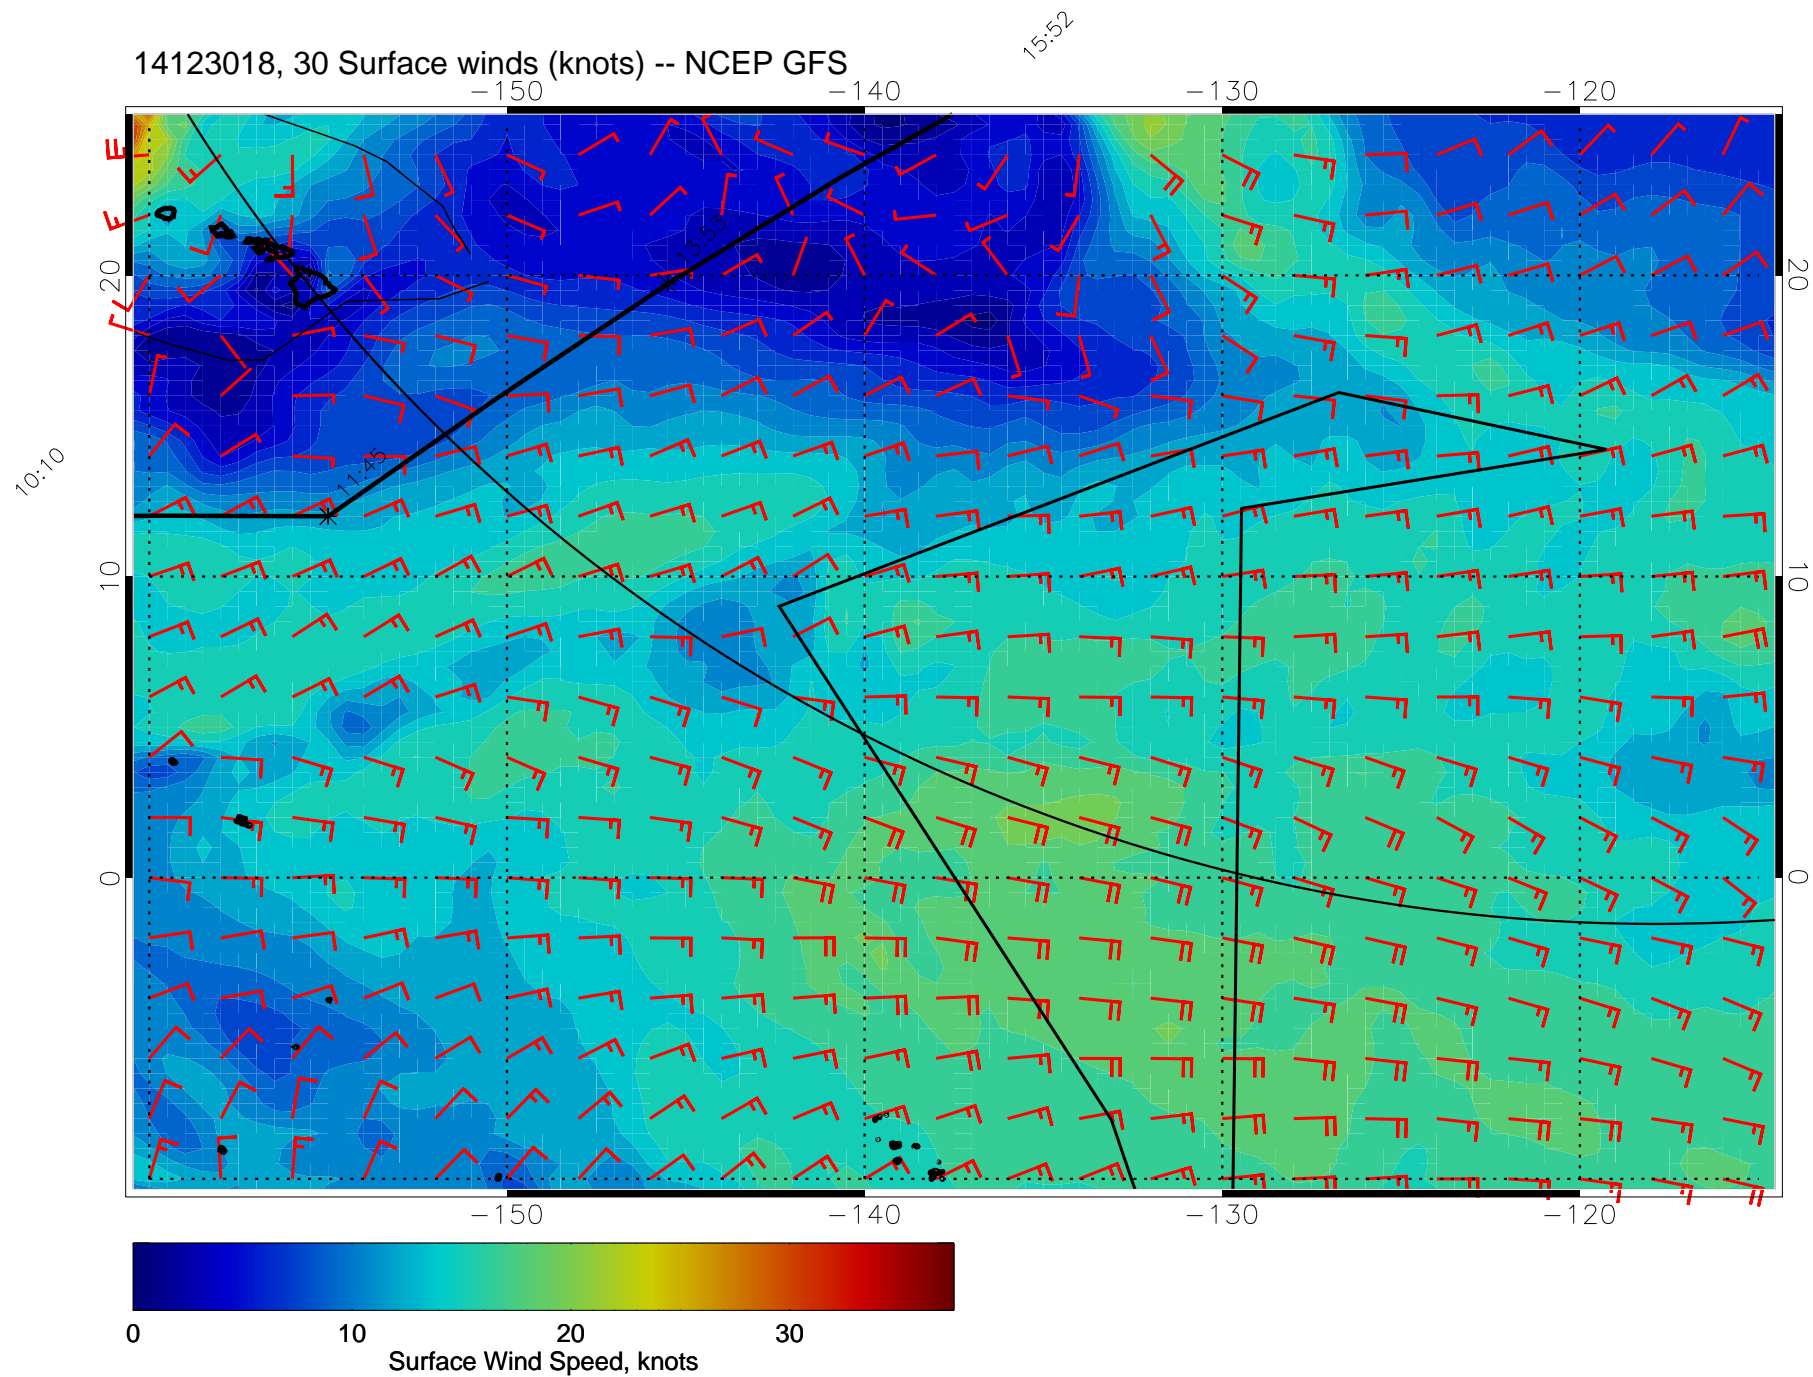 15:52
14123018, 30 Surface winds (knots) -- NCEP GFS
-150 -140 -130 -120
13:53
20 20
11:45
10:10
10 10
0 0
-150 -140 -130 -120
0 10 20 30
Surface Wind Speed, knots